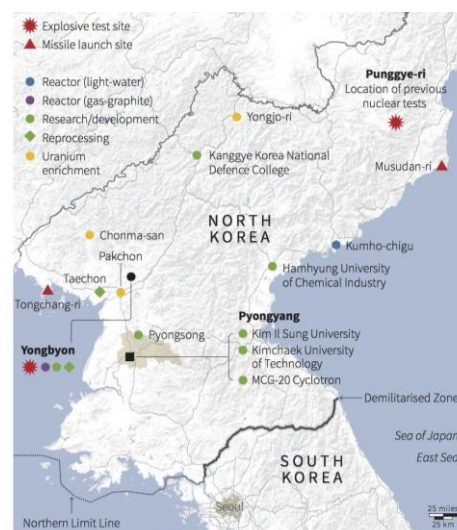 Explosive test site
Missile launch site
Reactor (light-water)
Reactor (gas-graphite)
Research/development
Reprocessing
Uranium
enrichment
Punggye-ri
Location of previous
nuclear tests
Yongjo-ri
Musudan-ri
Kanggye Korea National
Defence College
NORTH
KOREA
Chonma-san
Kumho-chigu
Pakchon
Hamhyung University
of Chemical Industry
Taechon
Tongchang-ri
Pyongyang
Yongbyon
Pyongsong
Kim Il Sung University
Kimchaek University
of Technology
MCG-20 Cyclotron
Demilitarised Zone
Sea of Japan
East Sea
SOUTH
KOREA
Seoul
Northern Limit Line
25 miles
25 km